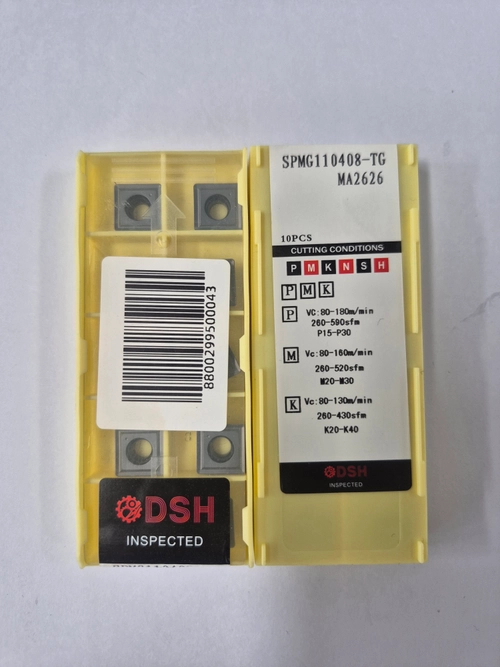 8800299500043
DSH
INSPECTED
SPMG110408-TG
MA2626
10PCS
CUTTING CONDITIONS
P M K N S H
P M K
P VC:80-180m/min
260-590sfm
P15-P30
M Vc:80-160m/min
260-520sfm
M20-M30
K Vc:80-130m/min
260-430sfm
K20-K40
DSH
INSPECTED